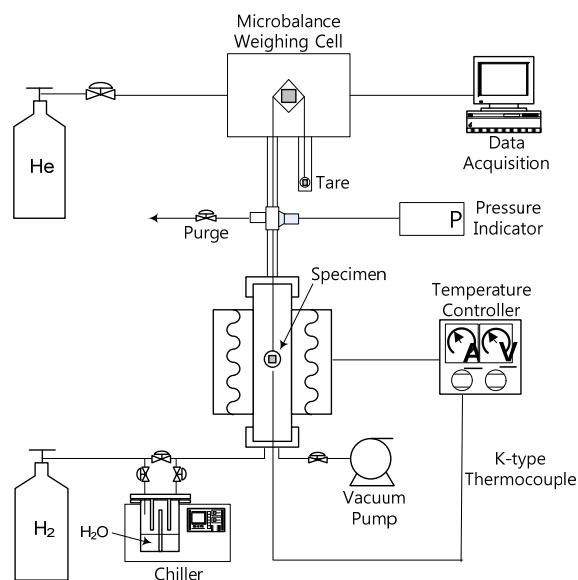 Microbalance
Weighing Cell
He
Data
Acquisition
Tare
Purge
P
Pressure
Indicator
Specimen
Temperature
Controller
A
V
K-type
Thermocouple
H2
H2O
Vacuum
Pump
Chiller